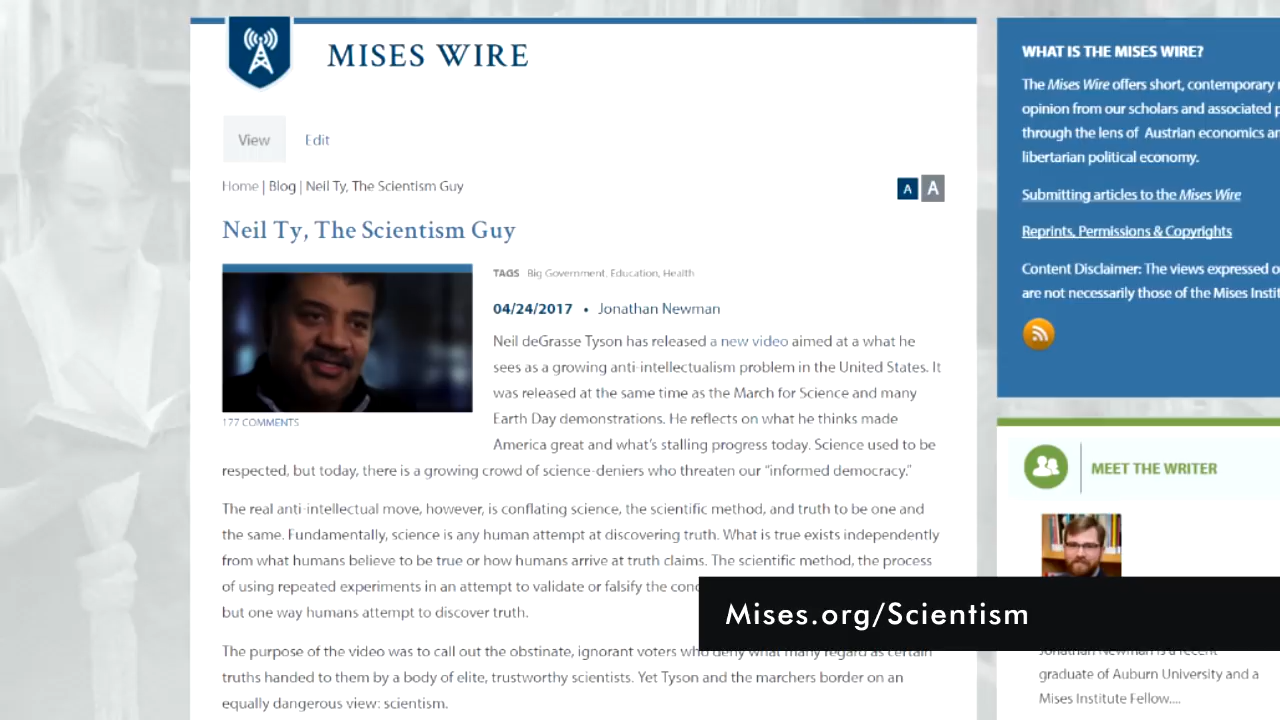 MISES WIRE
View Edit
Home | Blog | Neil Ty, The Scientism Guy
A A
Neil Ty, The Scientism Guy
TAGS Big Government, Education, Health
04/24/2017 • Jonathan Newman
Neil deGrasse Tyson has released a new video aimed at a what he
sees as a growing anti-intellectualism problem in the United States. It
was released at the same time as the March for Science and many
Earth Day demonstrations. He reflects on what he thinks made
177 COMMENTS
America great and what's stalling progress today. Science used to be
respected, but today, there is a growing crowd of science-deniers who threaten our "informed democracy."
The real anti-intellectual move, however, is conflating science, the scientific method, and truth to be one and
the same. Fundamentally, science is any human attempt at discovering truth. What is true exists independently
from what humans believe to be true or how humans arrive at truth claims. The scientific method, the process
of using repeated experiments in an attempt to validate or falsify the
but one way humans attempt to discover truth.
The purpose of the video was to call out the obstinate, ignorant voters who deny what many regard as certain
truths handed to them by a body of elite, trustworthy scientists. Yet Tyson and the marchers border on an
equally dangerous view: scientism.
WHAT IS THE MISES WIRE?
The Mises Wire offers short, contemporary
opinion from our scholars and associated
through the lens of Austrian economics
libertarian political economy.
Submitting articles to the Mises Wire
Reprints, Permissions & Copyrights
Content Disclaimer: The views expressed
are not necessarily those of the Mises
MEET THE WRITER
Mises.org/Scientism
Jonathan Newman is a recent
graduate of Auburn University and a
Mises Institute Fellow....